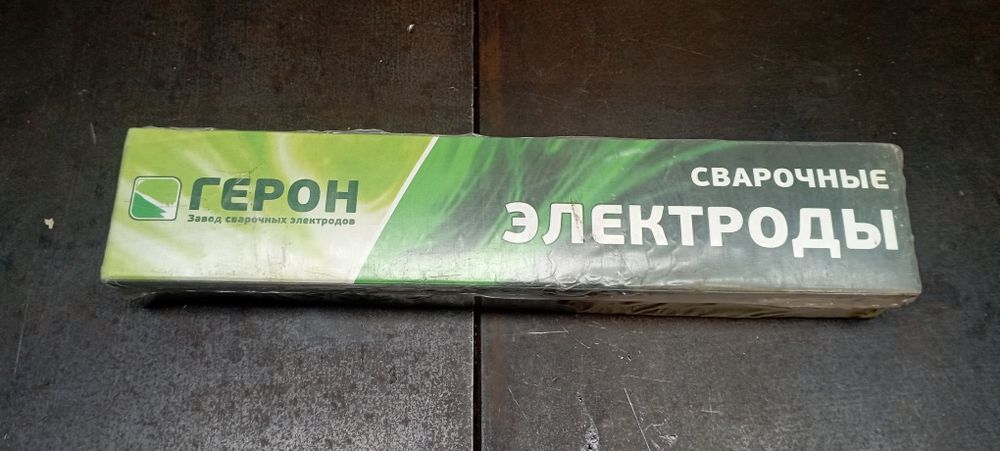 ГЕРОН
Завод сварочных электродов
СВАРОЧНЫЕ
ЭЛЕКТРОДЫ